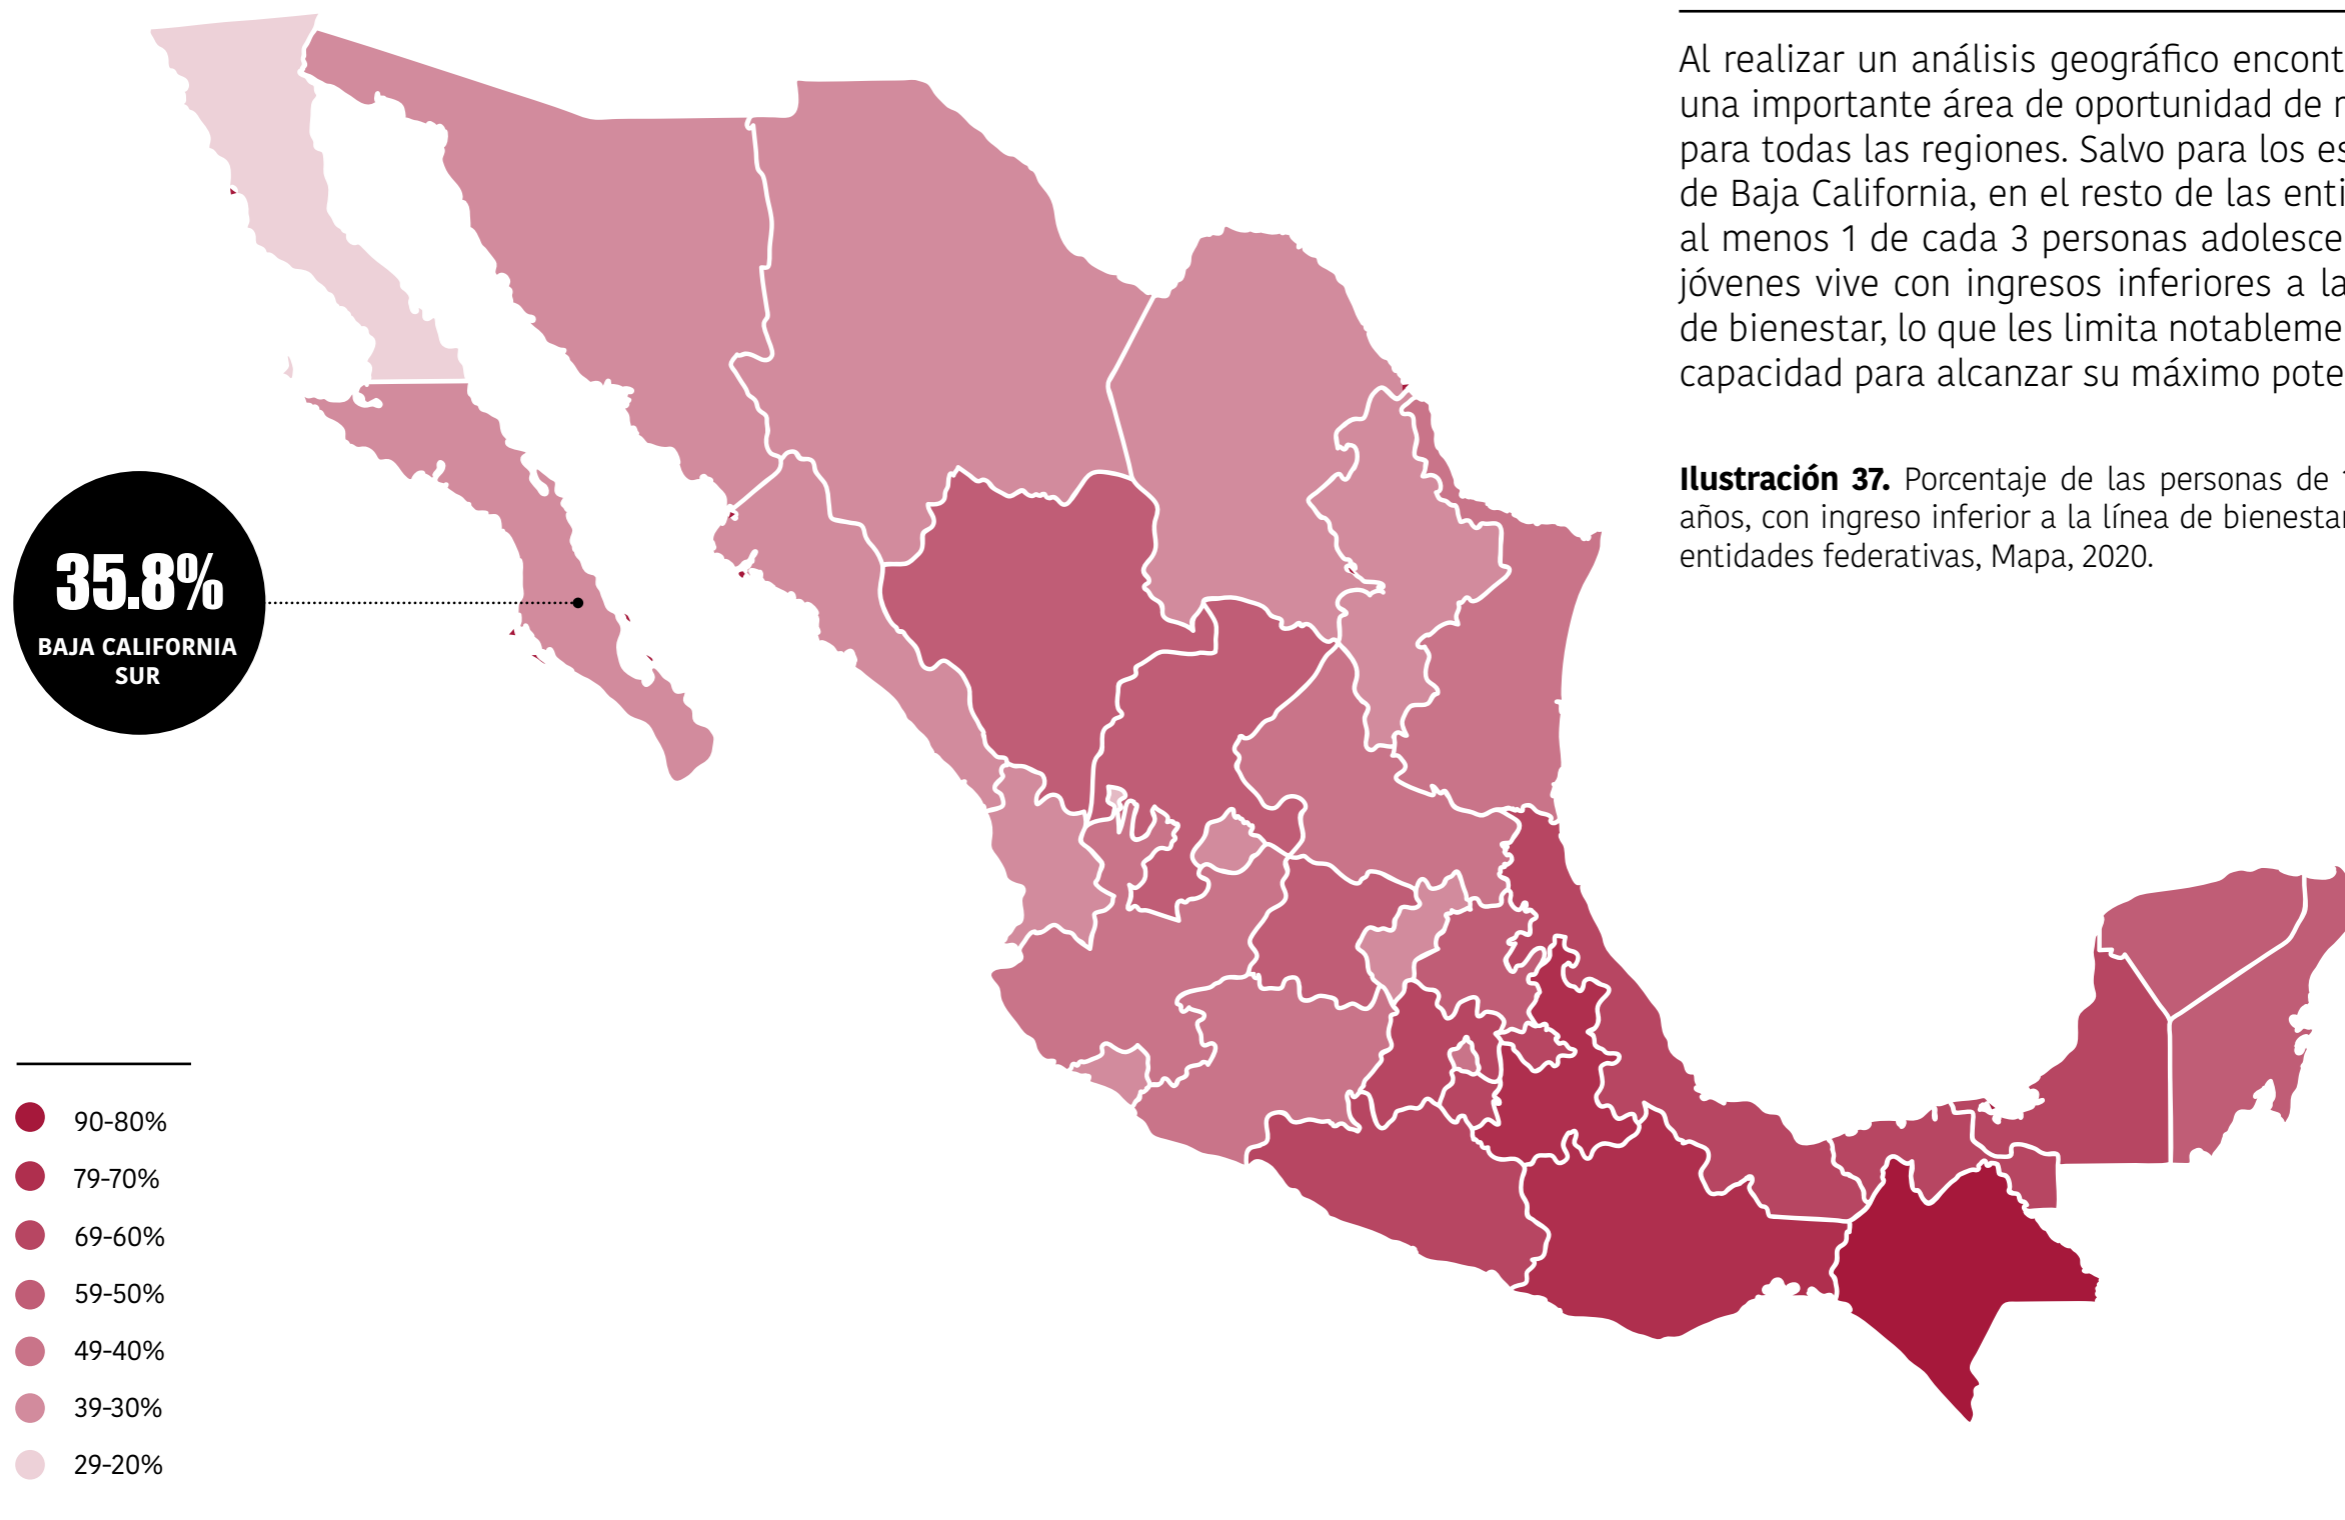 Al realizar un análisis geográfico encont
una importante área de oportunidad de
para todas las regiones. Salvo para los es
de Baja California, en el resto de las enti
al menos 1 de cada 3 personas adolesce
jóvenes vive con ingresos inferiores a la
de bienestar, lo que les limita notableme
capacidad para alcanzar su máximo pote
Ilustración 37. Porcentaje de las personas de 1
años, con ingreso inferior a la línea de bienestar
entidades federativas, Mapa, 2020.
35.8%
BAJA CALIFORNIA
SUR
90-80%
79-70%
69-60%
59-50%
49-40%
39-30%
29-20%